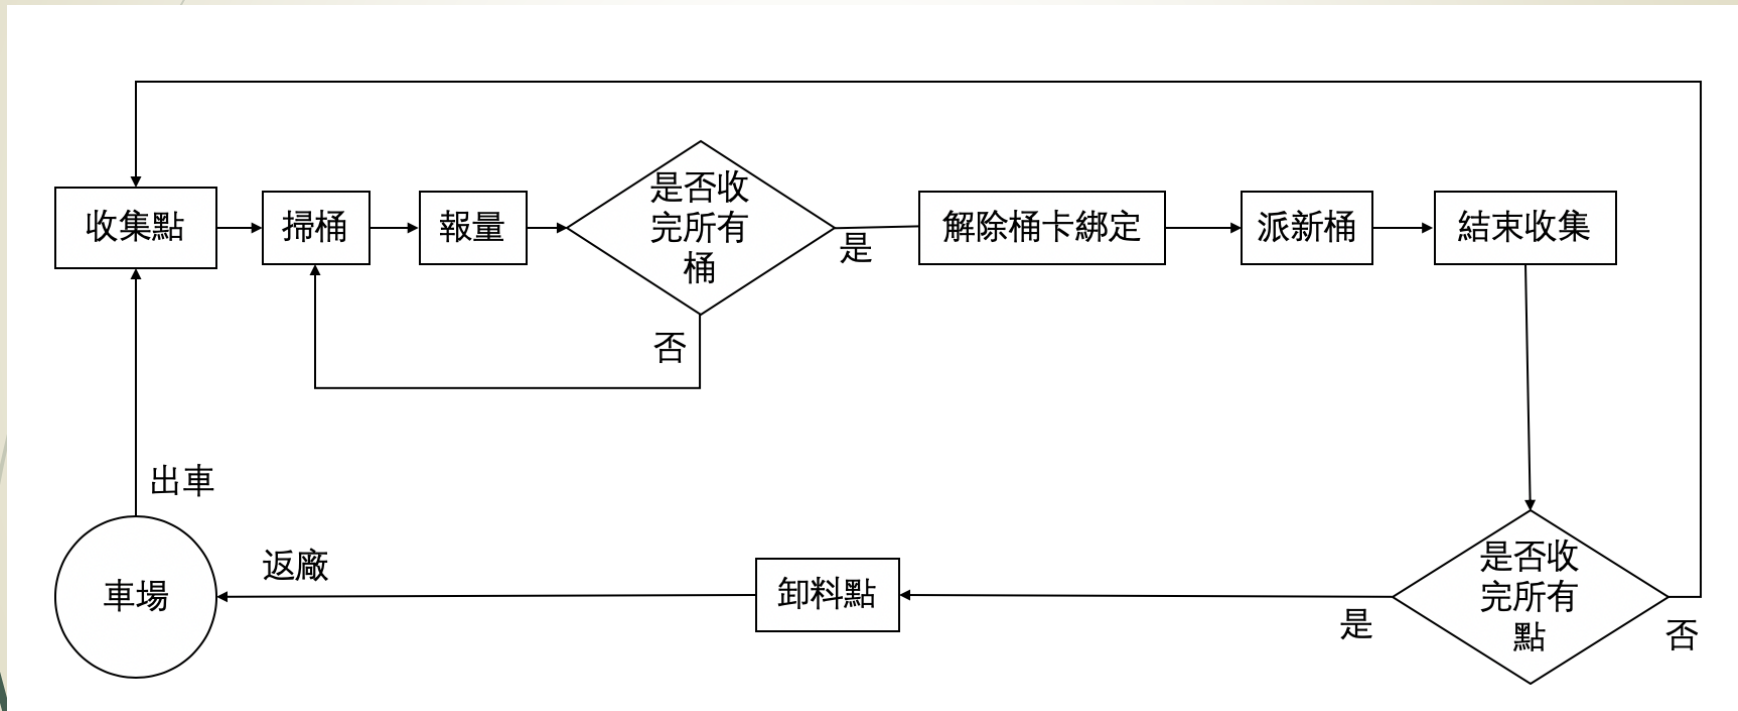 收集點
掃桶
報量
是否收
完所有
桶
是
解除桶卡綁定
派新桶
結束收集
否
出車
車場
返廠
卸料點
是
是否收
完所有
點
否